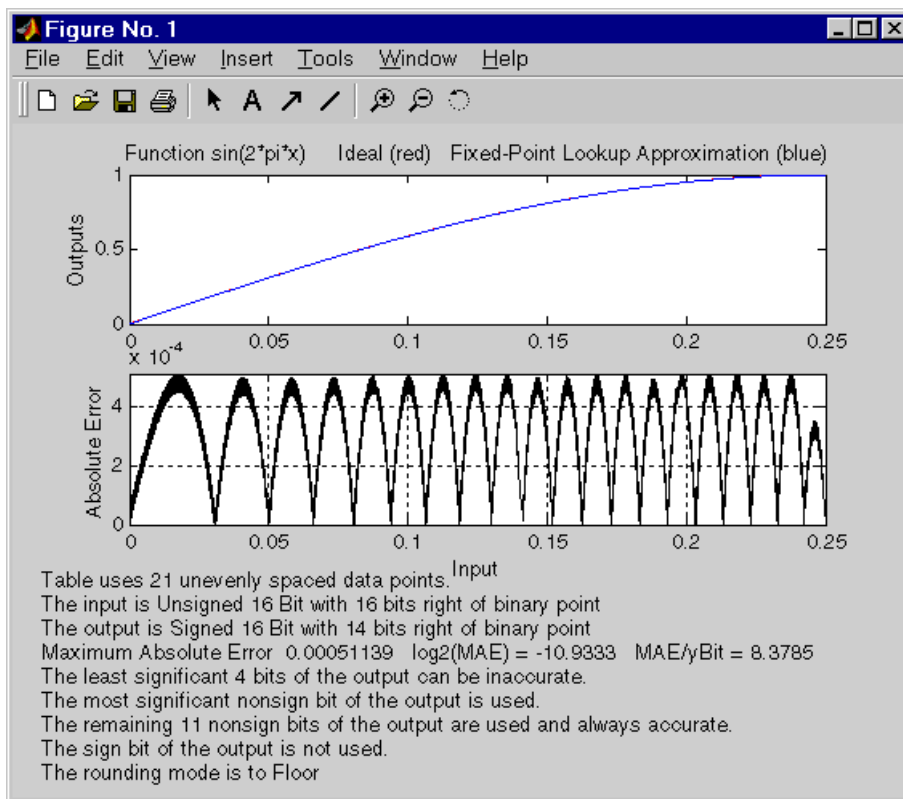 Figure No. 1
File Edit View Insert Tools Window Help
A
Function sin(2*pi*x) Ideal (red) Fixed-Point Lookup Approximation (blue)
Outputs
1
0.5
0
0 0.05 0.1 0.15 0.2 0.25
x 10^-4
Absolute Error
4
2
0
0 0.05 0.1 0.15 0.2 0.25
Input
Table uses 21 unevenly spaced data points.
The input is Unsigned 16 Bit with 16 bits right of binary point
The output is Signed 16 Bit with 14 bits right of binary point
Maximum Absolute Error 0.00051139 log2(MAE) = -10.9333 MAE/yBit = 8.3785
The least significant 4 bits of the output can be inaccurate.
The most significant nonsign bit of the output is used.
The remaining 11 nonsign bits of the output are used and always accurate.
The sign bit of the output is not used.
The rounding mode is to Floor